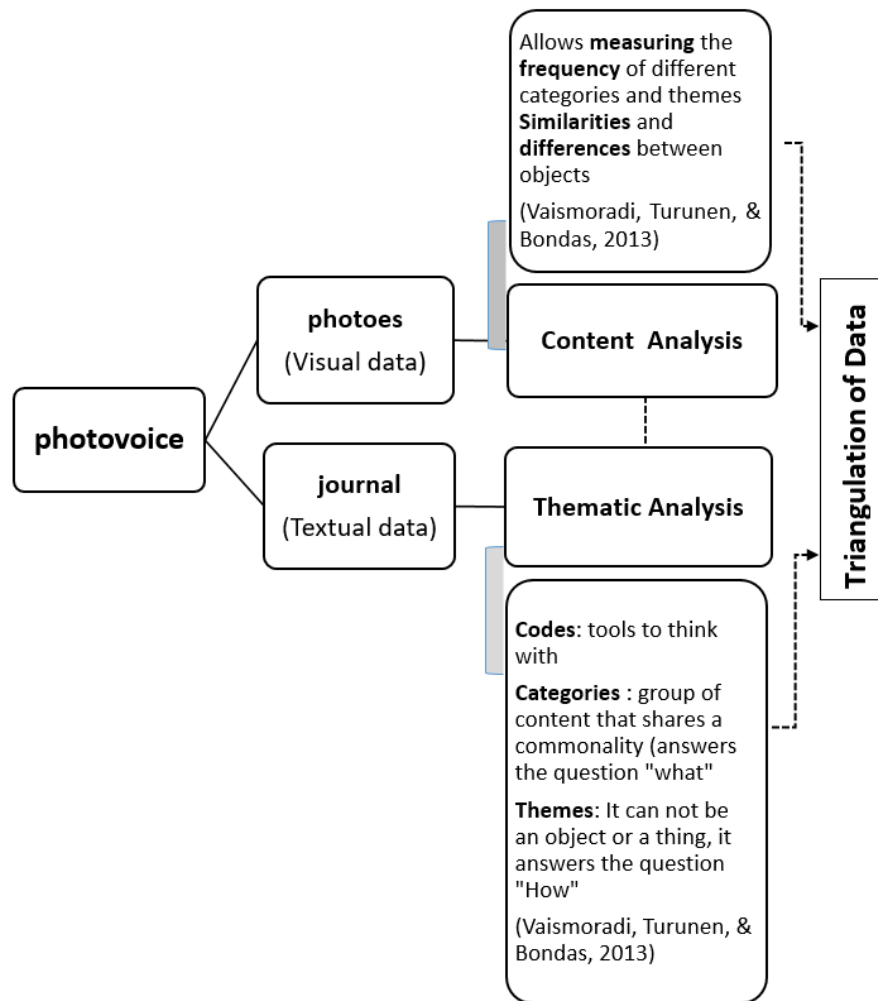 Allows measuring the
frequency of different
categories and themes
Similarities and
differences between
objects
(Vaismoradi, Turunen, &
Bondas, 2013)
photoes
(Visual data)
Content Analysis
photovoice
journal
(Textual data)
Thematic Analysis
Codes: tools to think
with
Categories : group of
content that shares a
commonality (answers
the question "what"
Themes: It can not be
an object or a thing, it
answers the question
"How"
(Vaismoradi, Turunen, &
Bondas, 2013)
Triangulation of Data